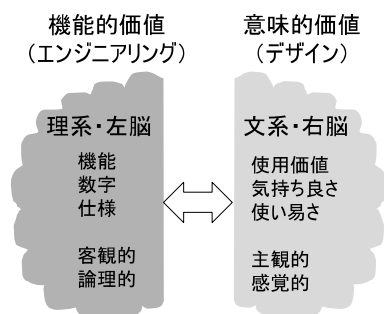 機能的価値
（エンジニアリング）
理系・左脳
機能
数字
仕様
客観的
論理的
意味的価値
（デザイン）
文系・右脳
使用価値
気持ち良さ
使い易さ
主観的
感覚的